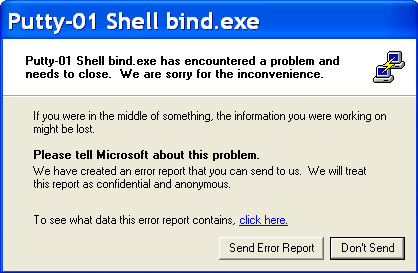 Putty-01 Shell bind.exe
Putty-01 Shell bind.exe has encountered a problem and
needs to close.  We are sorry for the inconvenience.
If you were in the middle of something, the information you were working on
might be lost.
Please tell Microsoft about this problem.
We have created an error report that you can send to us.  We will treat
this report as confidential and anonymous.
To see what data this error report contains, click here.
Send Error Report
Don't Send